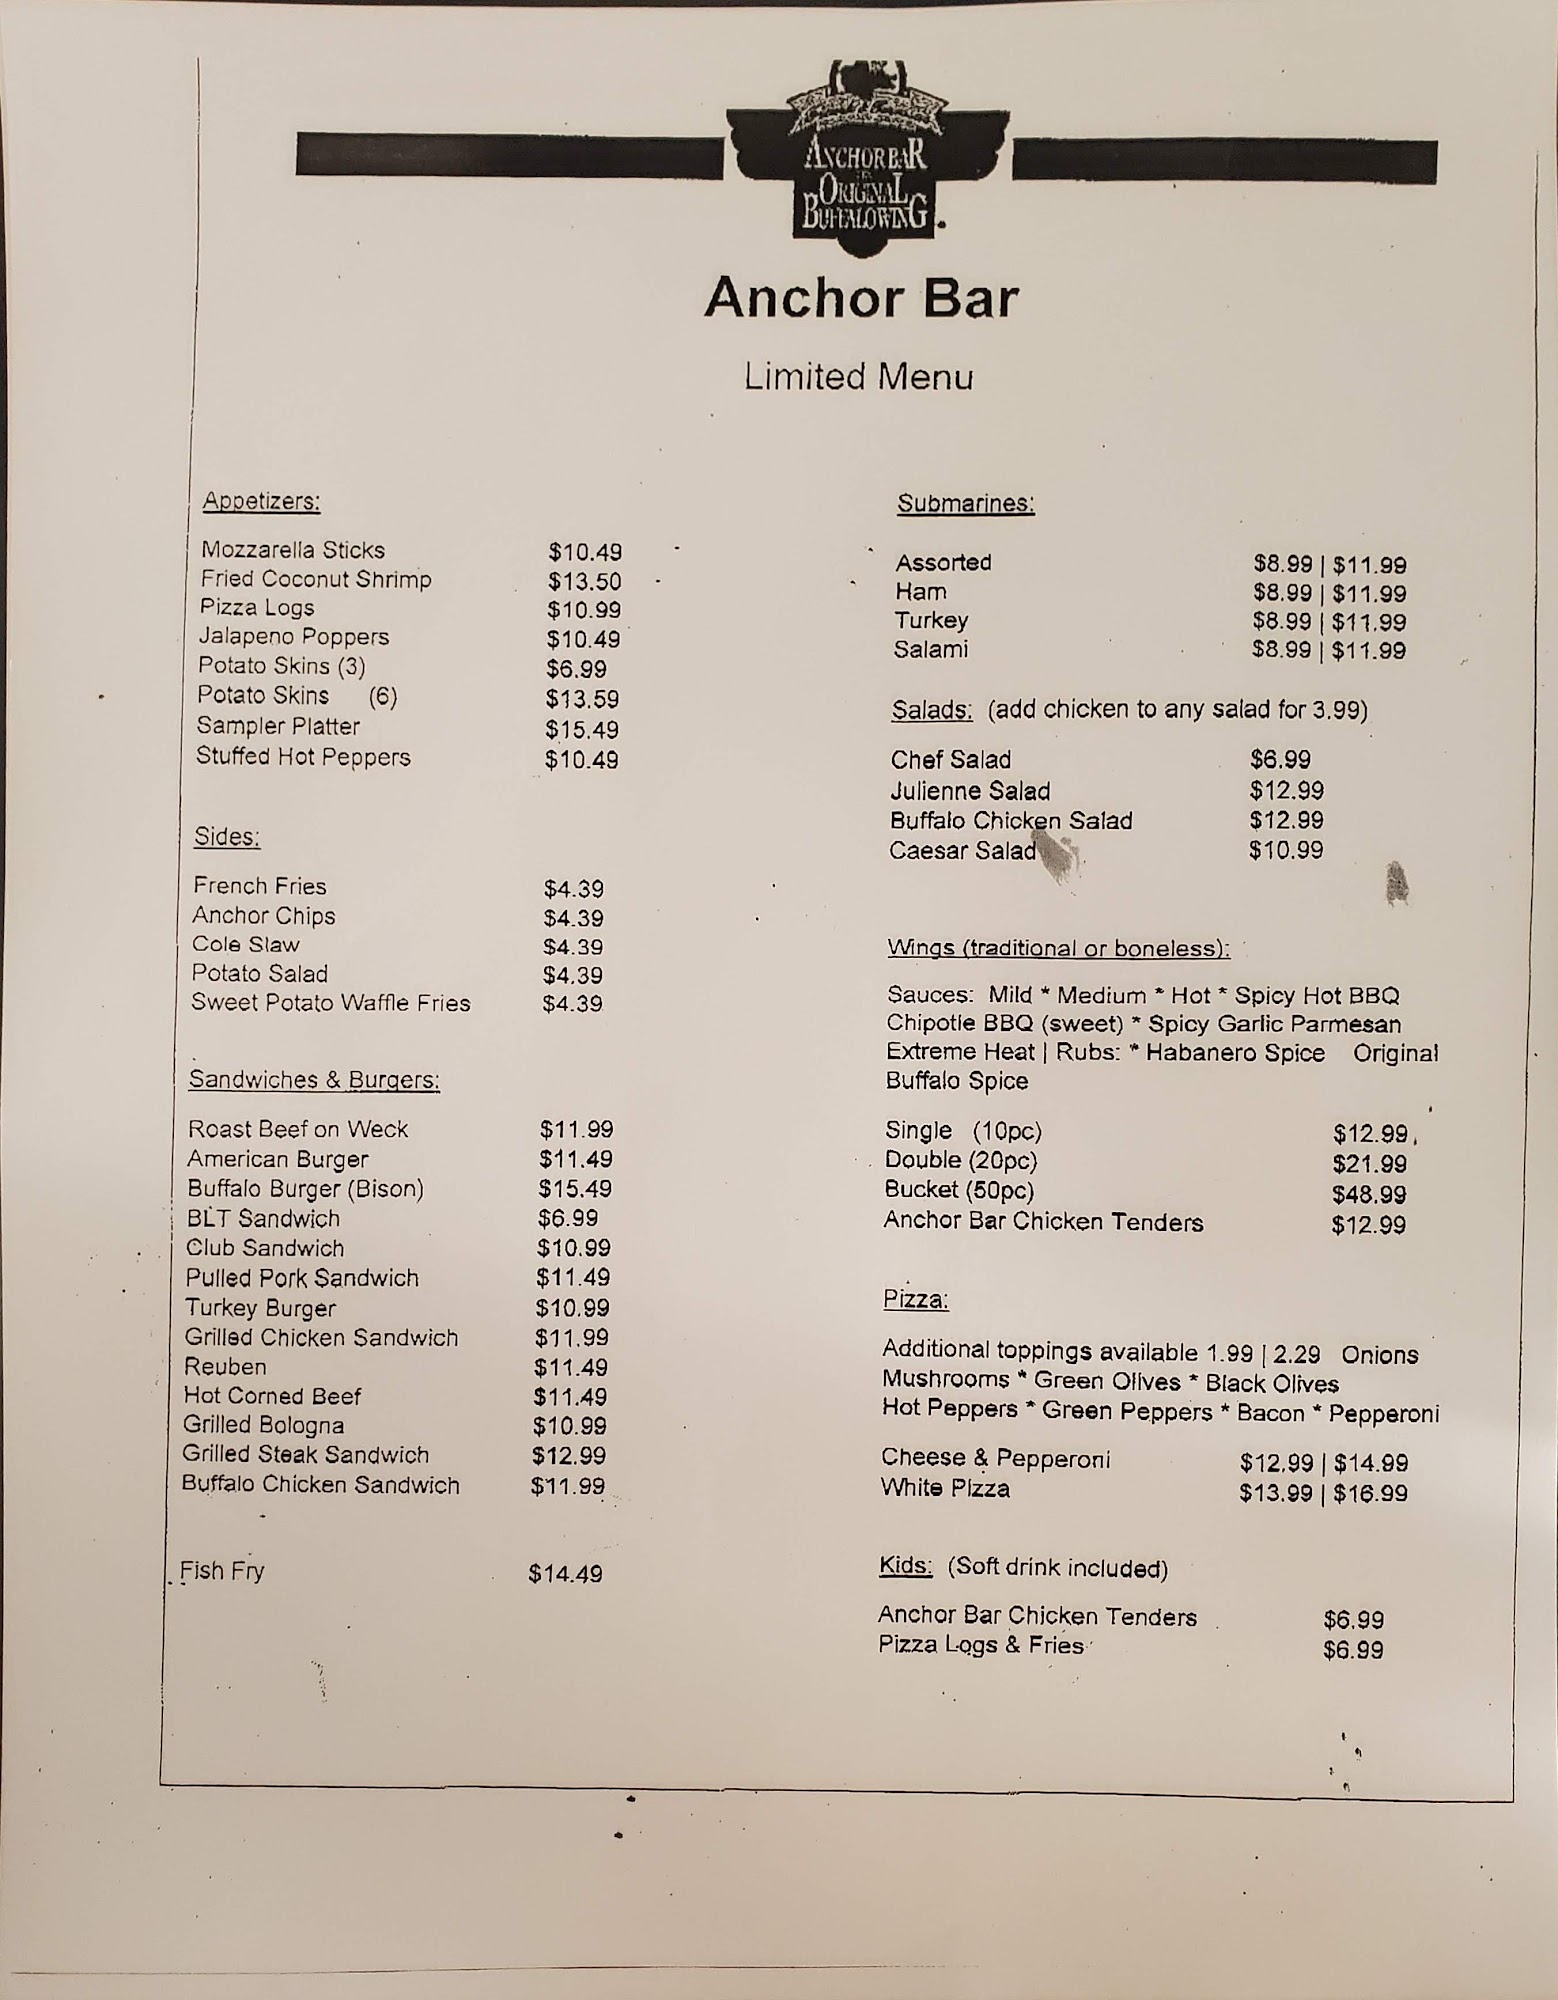 ANCHOR BAR
ORIGINAL
BUFFALO WING
Anchor Bar
Limited Menu
Appetizers:
Mozzarella Sticks $10.49
Fried Coconut Shrimp $13.50
Pizza Logs $10.99
Jalapeno Poppers $10.49
Potato Skins (3) $6.99
Potato Skins (6) $13.59
Sampler Platter $15.49
Stuffed Hot Peppers $10.49
Sides:
French Fries $4.39
Anchor Chips $4.39
Cole Slaw $4.39
Potato Salad $4.39
Sweet Potato Waffle Fries $4.39
Sandwiches & Burgers:
Roast Beef on Weck $11.99
American Burger $11.49
Buffalo Burger (Bison) $15.49
BLT Sandwich $6.99
Club Sandwich $10.99
Pulled Pork Sandwich $11.49
Turkey Burger $10.99
Grilled Chicken Sandwich $11.99
Reuben $11.49
Hot Corned Beef $11.49
Grilled Bologna $10.99
Grilled Steak Sandwich $12.99
Buffalo Chicken Sandwich $11.99
Fish Fry $14.49
Submarines:
Assorted $8.99 | $11.99
Ham $8.99 | $11.99
Turkey $8.99 | $11.99
Salami $8.99 | $11.99
Salads: (add chicken to any salad for 3.99)
Chef Salad $6.99
Julienne Salad $12.99
Buffalo Chicken Salad $12.99
Caesar Salad $10.99
Wings (traditional or boneless):
Sauces: Mild * Medium * Hot * Spicy Hot BBQ
Chipotle BBQ (sweet) * Spicy Garlic Parmesan
Extreme Heat | Rubs: * Habanero Spice Original
Buffalo Spice
Single (10pc) $12.99
Double (20pc) $21.99
Bucket (50pc) $48.99
Anchor Bar Chicken Tenders $12.99
Pizza:
Additional toppings available 1.99 | 2.29 Onions
Mushrooms * Green Olives * Black Olives
Hot Peppers * Green Peppers * Bacon * Pepperoni
Cheese & Pepperoni $12.99 | $14.99
White Pizza $13.99 | $16.99
Kids: (Soft drink included)
Anchor Bar Chicken Tenders $6.99
Pizza Logs & Fries $6.99